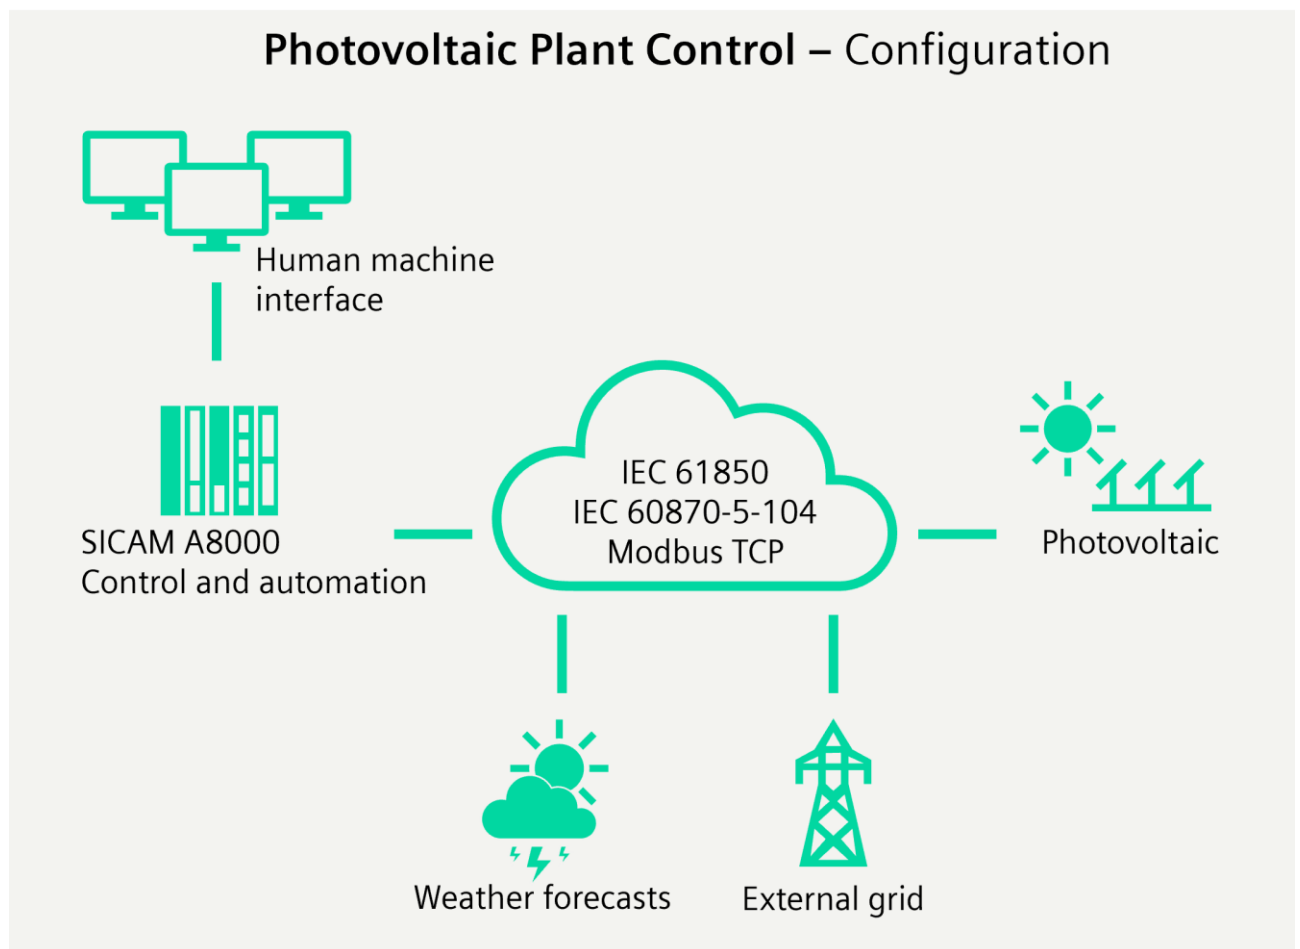 Photovoltaic Plant Control – Configuration
Human machine
interface
IEC 61850
IEC 60870-5-104
Modbus TCP
SICAM A8000
Control and automation
Photovoltaic
Weather forecasts
External grid